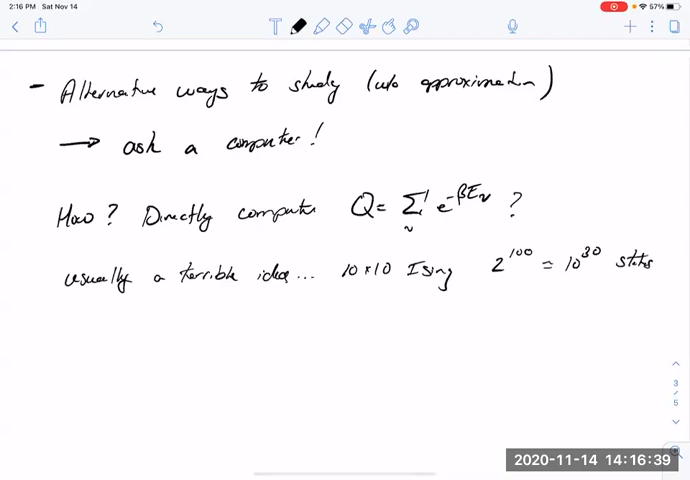 2:16 PM Sat Nov 14
57%
- Alternative ways to study (w/o approximation)
→ ask a computer!
How? Directly compute Q = Σ' e^{-βE_ν} ?
ν
usually a terrible idea... 10×10 Ising 2^100 ≈ 10^30 states
3
/
5
2020-11-14 14:16:39